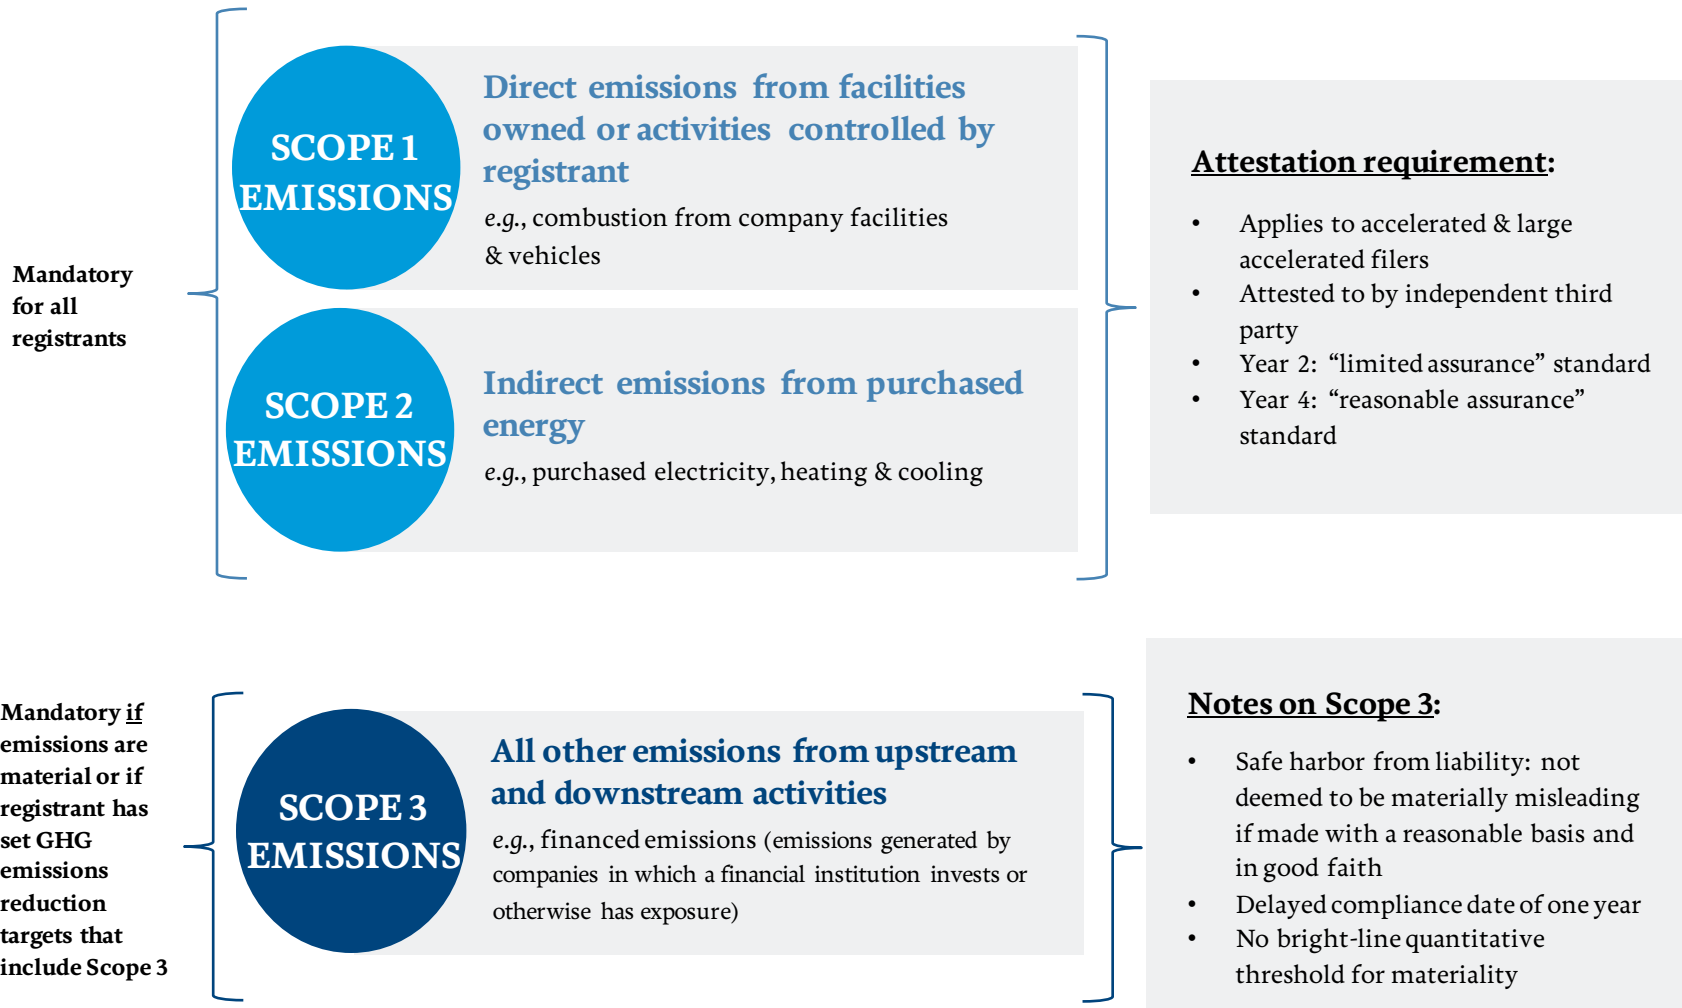 Mandatory
for all
registrants
SCOPE 1
EMISSIONS
Direct emissions from facilities
owned or activities controlled by
registrant
e.g., combustion from company facilities
& vehicles
SCOPE 2
EMISSIONS
Indirect emissions from purchased
energy
e.g., purchased electricity, heating & cooling
Attestation requirement:
• Applies to accelerated & large
accelerated filers
• Attested to by independent third
party
• Year 2: “limited assurance” standard
• Year 4: “reasonable assurance”
standard
Mandatory if
emissions are
material or if
registrant has
set GHG
emissions
reduction
targets that
include Scope 3
SCOPE 3
EMISSIONS
All other emissions from upstream
and downstream activities
e.g., financed emissions (emissions generated by
companies in which a financial institution invests or
otherwise has exposure)
Notes on Scope 3:
• Safe harbor from liability: not
deemed to be materially misleading
if made with a reasonable basis and
in good faith
• Delayed compliance date of one year
• No bright-line quantitative
threshold for materiality